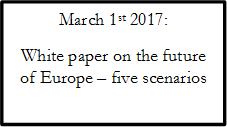 March 1st 2017:
White paper on the future
of Europe – five scenarios